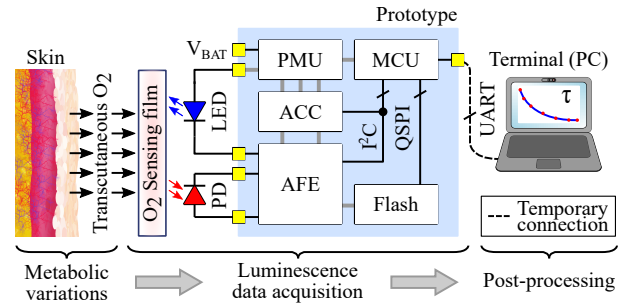 Prototype
Skin
V_BAT
PMU
MCU
Terminal (PC)
Transcutaneous O₂
O₂ Sensing film
LED
ACC
I²C
QSPI
UART
τ
PD
AFE
Flash
Temporary
connection
Metabolic
variations
Luminescence
data acquisition
Post-processing